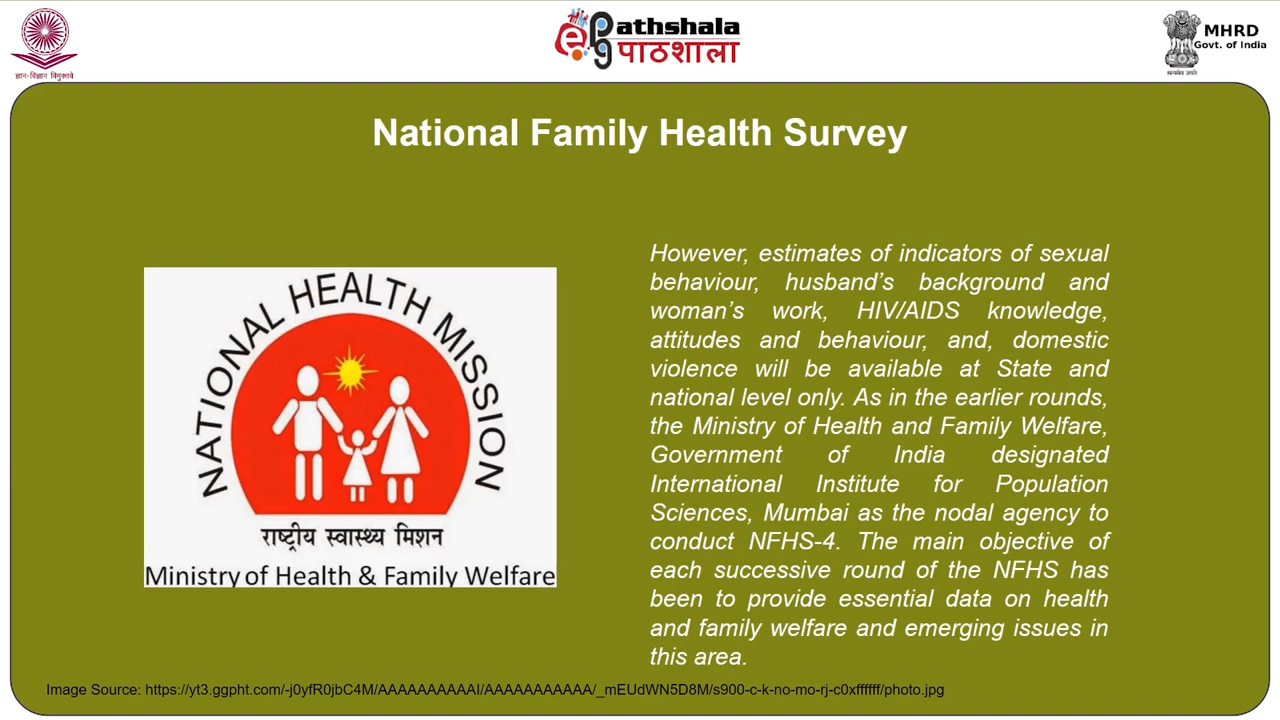 ज्ञान-विज्ञान विमुक्तये
ePathshala
पाठशाला
MHRD
Govt. of India
सत्यमेव जयते
National Family Health Survey
NATIONAL HEALTH MISSION
राष्ट्रीय स्वास्थ्य मिशन
Ministry of Health & Family Welfare
However, estimates of indicators of sexual
behaviour, husband’s background and
woman’s work, HIV/AIDS knowledge,
attitudes and behaviour, and, domestic
violence will be available at State and
national level only. As in the earlier rounds,
the Ministry of Health and Family Welfare,
Government of India designated
International Institute for Population
Sciences, Mumbai as the nodal agency to
conduct NFHS-4. The main objective of
each successive round of the NFHS has
been to provide essential data on health
and family welfare and emerging issues in
this area.
Image Source: https://yt3.ggpht.com/-j0yfR0jbC4M/AAAAAAAAAAI/AAAAAAAAAAA/_mEUdWN5D8M/s900-c-k-no-mo-rj-c0xffffff/photo.jpg